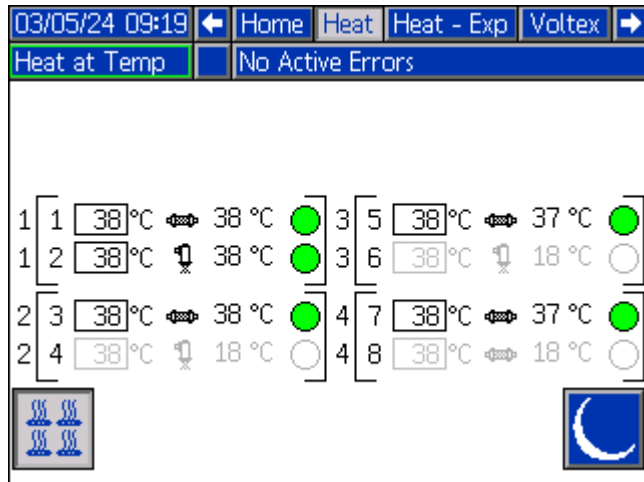 03/05/24 09:19 Home Heat Heat - Exp Voltex
Heat at Temp No Active Errors
1 1 38 °C 38 °C 3 5 38 °C 37 °C
1 2 38 °C 38 °C 3 6 38 °C 18 °C
2 3 38 °C 38 °C 4 7 38 °C 37 °C
2 4 38 °C 18 °C 4 8 38 °C 18 °C